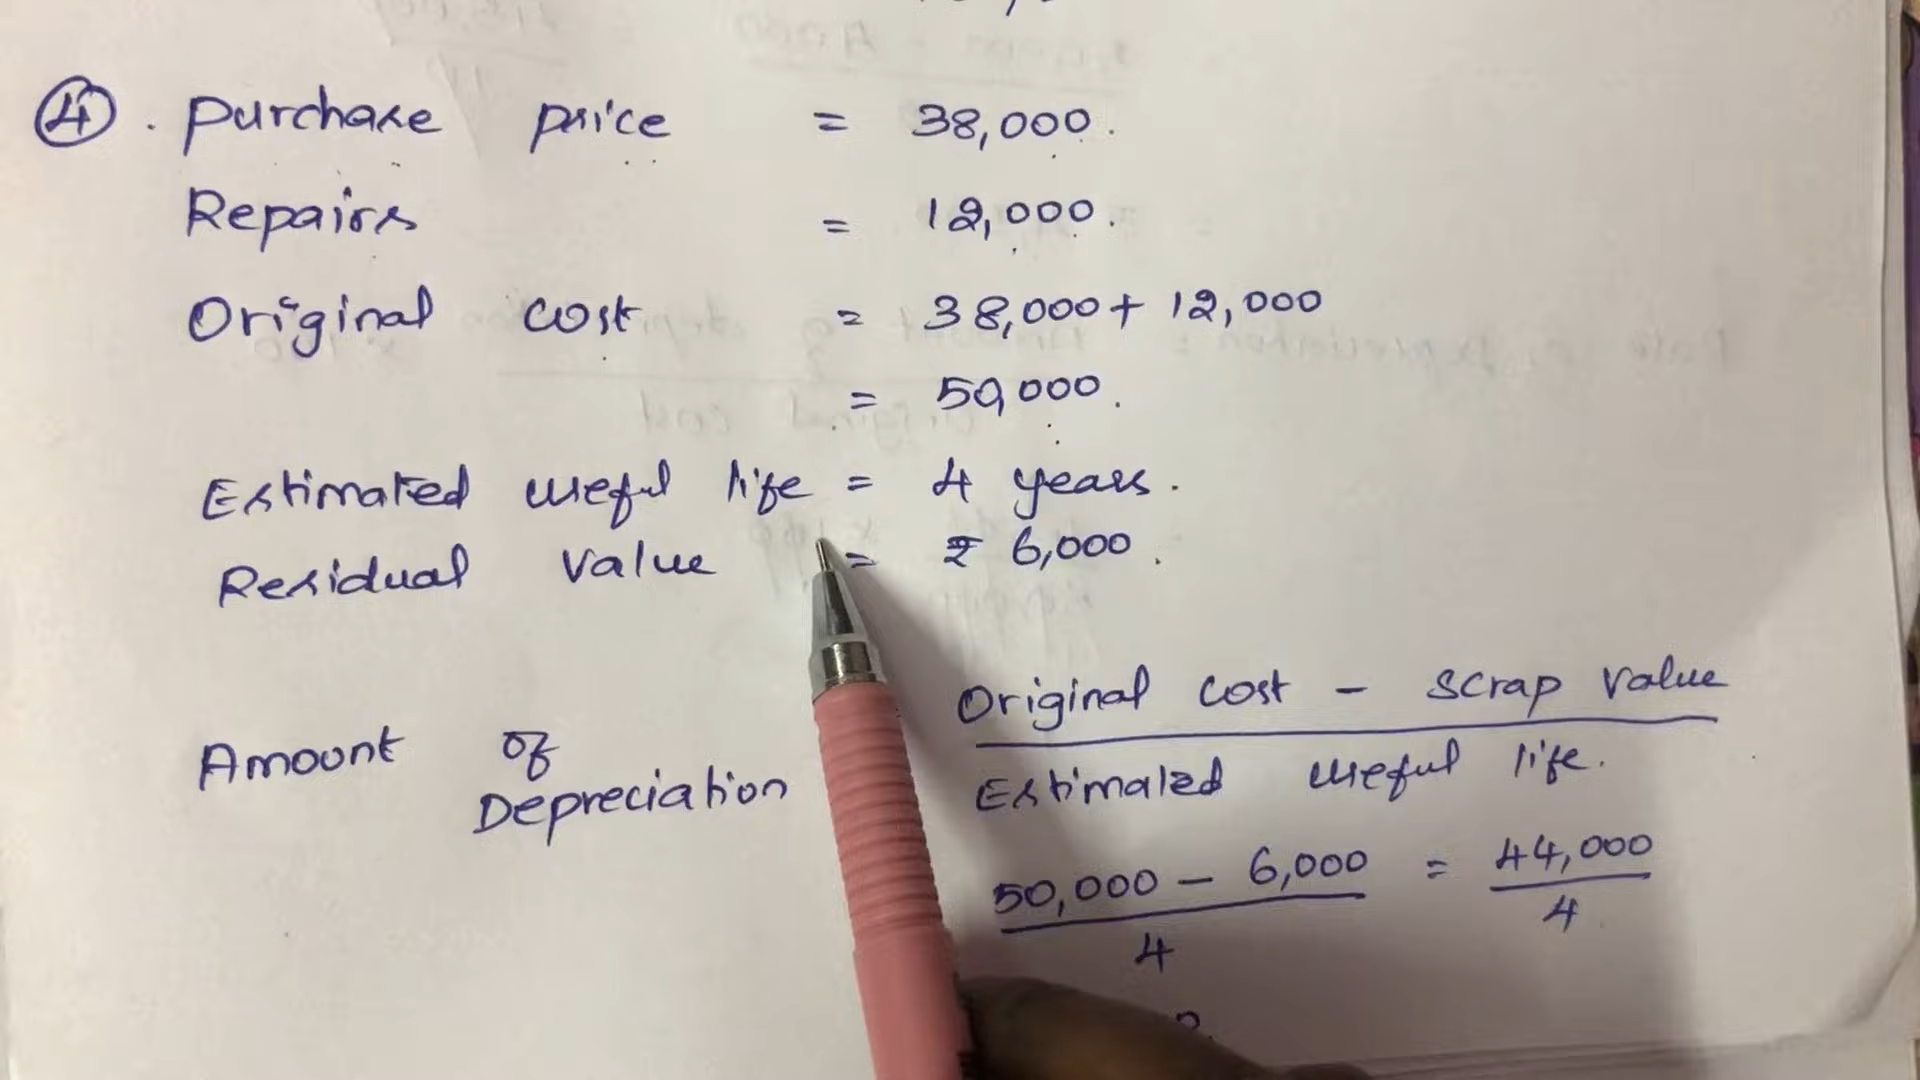 4. Purchase price = 38,000.
Repairs = 12,000.
Original cost = 38,000 + 12,000
= 50,000.
Estimated useful life = 4 years.
Residual value = ₹ 6,000.
Original cost - scrap value
Amount of
Depreciation
Estimated useful life.
50,000 - 6,000 = 44,000
4 4